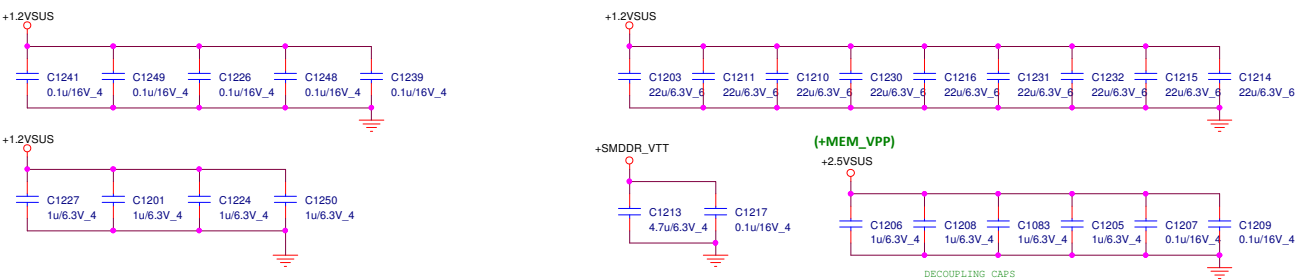 +1.2VSUS
C1241 C1249 C1226 C1248 C1239
0.1u/16V_4 0.1u/16V_4 0.1u/16V_4 0.1u/16V_4 0.1u/16V_4
+1.2VSUS
C1203 C1211 C1210 C1230 C1216 C1231 C1232 C1215 C1214
22u/6.3V_6 22u/6.3V_6 22u/6.3V_6 22u/6.3V_6 22u/6.3V_6 22u/6.3V_6 22u/6.3V_6 22u/6.3V_6 22u/6.3V_6
+1.2VSUS
C1227 C1201 C1224 C1250
1u/6.3V_4 1u/6.3V_4 1u/6.3V_4 1u/6.3V_4
+SMDDR_VTT
C1213 C1217
4.7u/6.3V_4 0.1u/16V_4
(+MEM_VPP)
+2.5VSUS
C1206 C1208 C1083 C1205 C1207 C1209
1u/6.3V_4 1u/6.3V_4 1u/6.3V_4 1u/6.3V_4 0.1u/16V_4 0.1u/16V_4
DECOUPLING CAPS